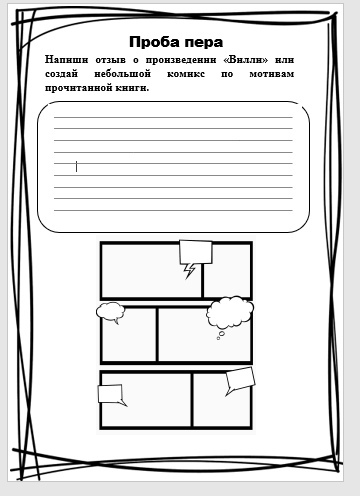 Проба пера
Напиши отзыв о произведении «Вилли» или
создай небольшой комикс по мотивам
прочитанной книги.